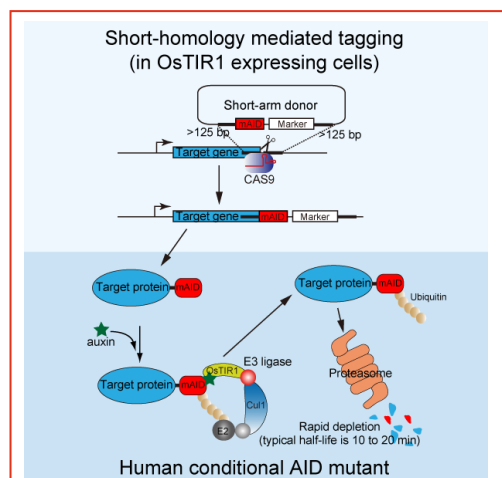 Short-homology mediated tagging
(in OsTIR1 expressing cells)
Short-arm donor
mAID Marker
>125 bp >125 bp
Target gene
CAS9
Target gene mAID Marker
Target protein mAID
Target protein mAID
Ubiquitin
auxin
E3 ligase
OsTIR1
Proteasome
Target protein mAID
Cul1
E2
Rapid depletion
(typical half-life is 10 to 20 min)
Human conditional AID mutant